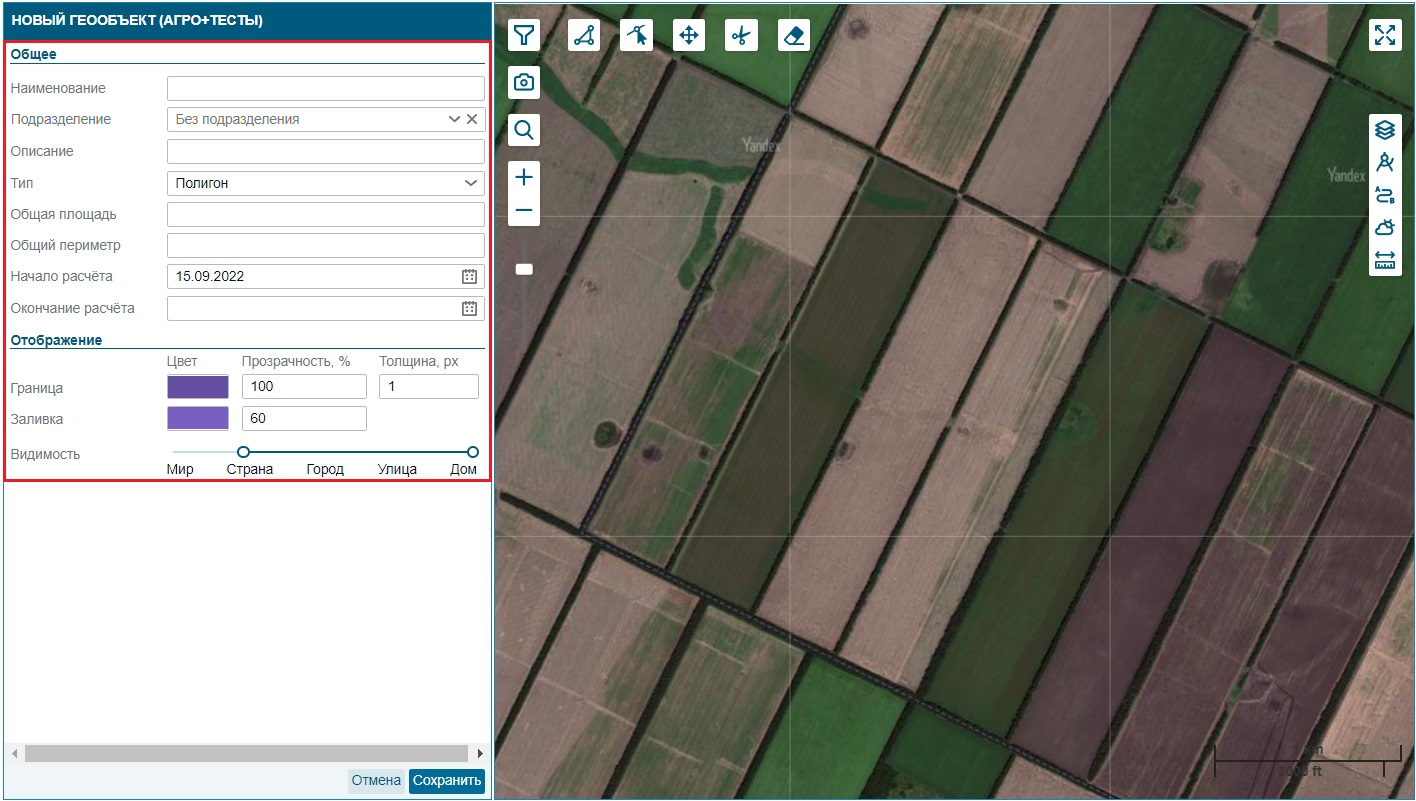 НОВЫЙ ГЕООБЪЕКТ (АГРО+ТЕСТЫ)
Общее
Наименование
Подразделение Без подразделения
Описание
Тип Полигон
Общая площадь
Общий периметр
Начало расчёта 15.09.2022
Окончание расчёта
Отображение
Цвет Прозрачность, % Толщина, px
Граница 100 1
Заливка 60
Видимость
Мир Страна Город Улица Дом
Отмена Сохранить
Yandex
Yandex
A
B
ft